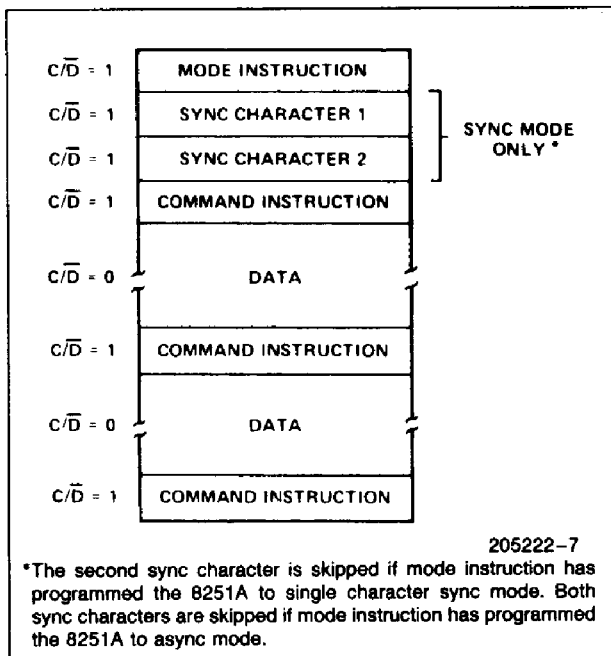 C/D̅ = 1 MODE INSTRUCTION
C/D̅ = 1 SYNC CHARACTER 1
C/D̅ = 1 SYNC CHARACTER 2
SYNC MODE
ONLY*
C/D̅ = 1 COMMAND INSTRUCTION
C/D̅ = 0 DATA
C/D̅ = 1 COMMAND INSTRUCTION
C/D̅ = 0 DATA
C/D̅ = 1 COMMAND INSTRUCTION
205222-7
*The second sync character is skipped if mode instruction has
programmed the 8251A to single character sync mode. Both
sync characters are skipped if mode instruction has programmed
the 8251A to async mode.